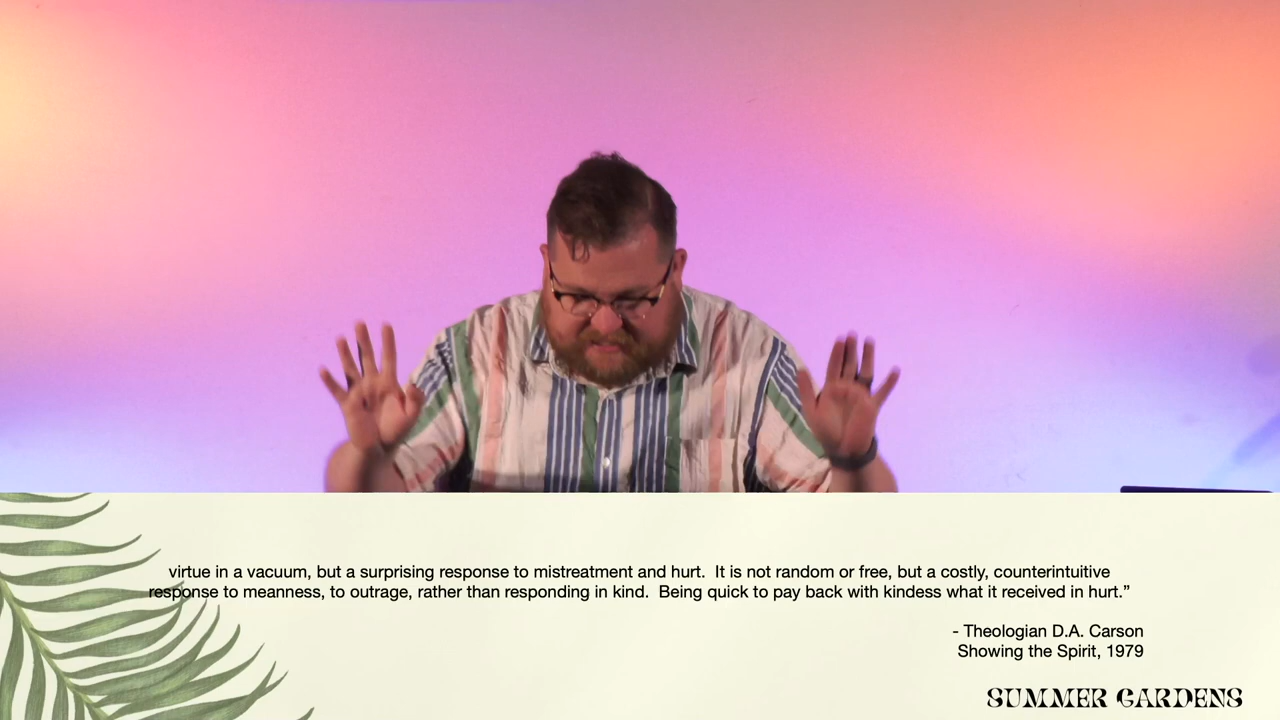 virtue in a vacuum, but a surprising response to mistreatment and hurt.  It is not random or free, but a costly, counterintuitive
response to meanness, to outrage, rather than responding in kind.  Being quick to pay back with kindess what it received in hurt.”
- Theologian D.A. Carson
Showing the Spirit, 1979
SUMMER GARDENS